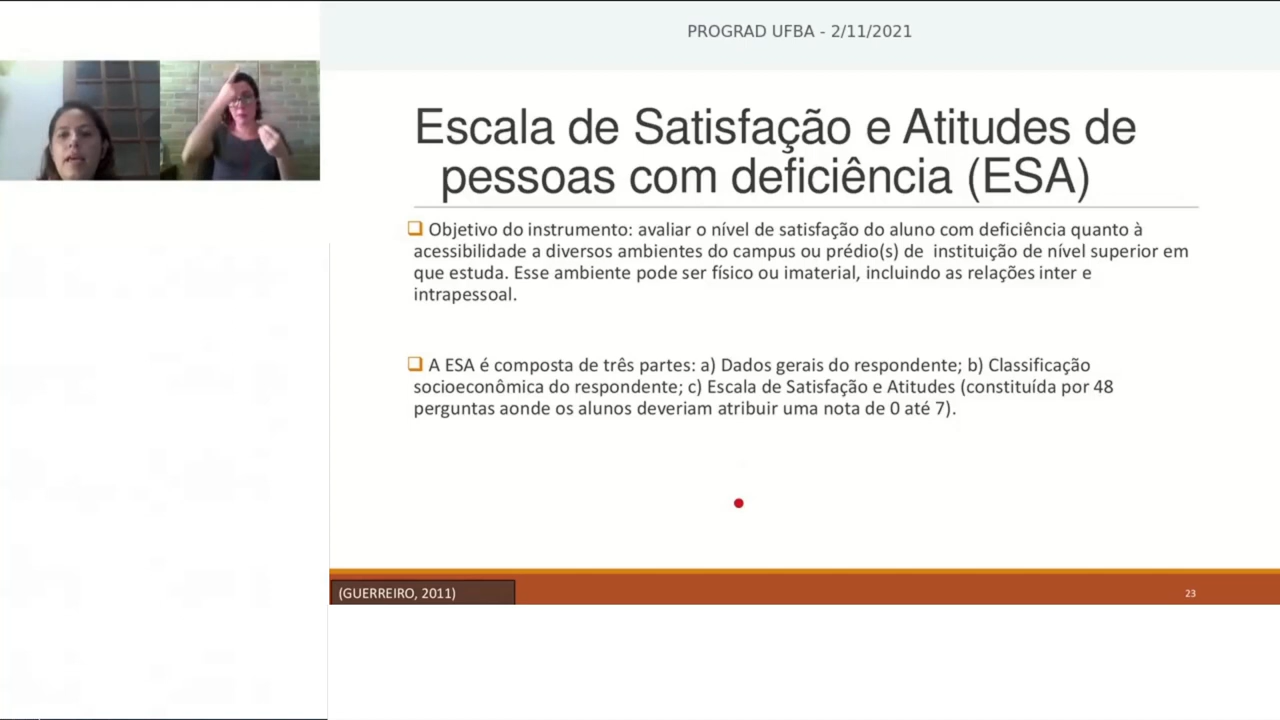 PROGRAD UFBA - 2/11/2021
Escala de Satisfação e Atitudes de
pessoas com deficiência (ESA)
Objetivo do instrumento: avaliar o nível de satisfação do aluno com deficiência quanto à
acessibilidade a diversos ambientes do campus ou prédio(s) de instituição de nível superior em
que estuda. Esse ambiente pode ser físico ou imaterial, incluindo as relações inter e
intrapessoal.
A ESA é composta de três partes: a) Dados gerais do respondente; b) Classificação
socioeconômica do respondente; c) Escala de Satisfação e Atitudes (constituída por 48
perguntas aonde os alunos deveriam atribuir uma nota de 0 até 7).
(GUERREIRO, 2011)
23